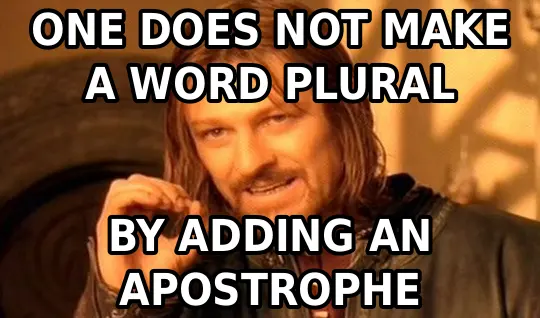 ONE DOES NOT MAKE
A WORD PLURAL
BY ADDING AN
APOSTROPHE